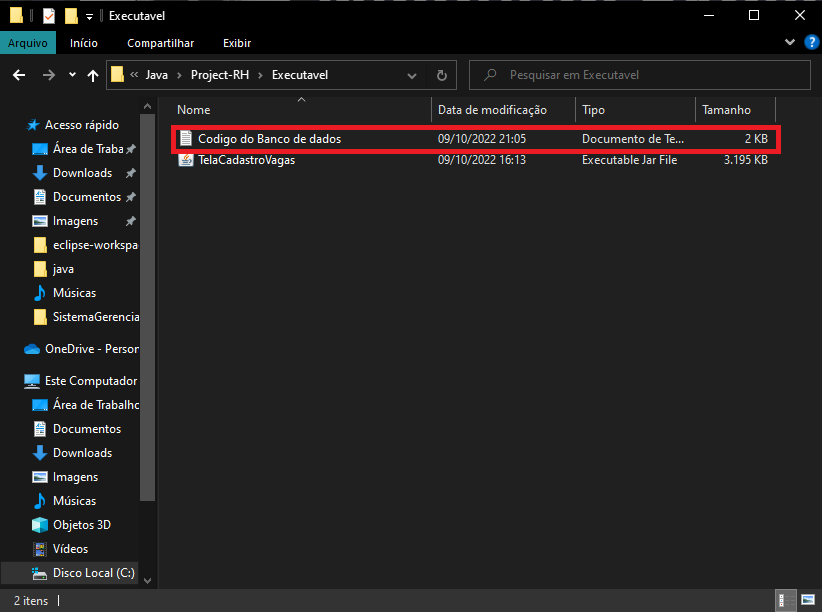 Executavel
Arquivo Início Compartilhar Exibir ?
« Java › Project-RH › Executavel Pesquisar em Executavel
Nome Data de modificação Tipo Tamanho
Codigo do Banco de dados 09/10/2022 21:05 Documento de Te... 2 KB
TelaCadastroVagas 09/10/2022 16:13 Executable Jar File 3.195 KB
Acesso rápido
Área de Traba
Downloads
Documentos
Imagens
eclipse-workspa
java
Músicas
SistemaGerencia
OneDrive - Person
Este Computador
Área de Trabalho
Documentos
Downloads
Imagens
Músicas
Objetos 3D
Vídeos
Disco Local (C:)
2 itens